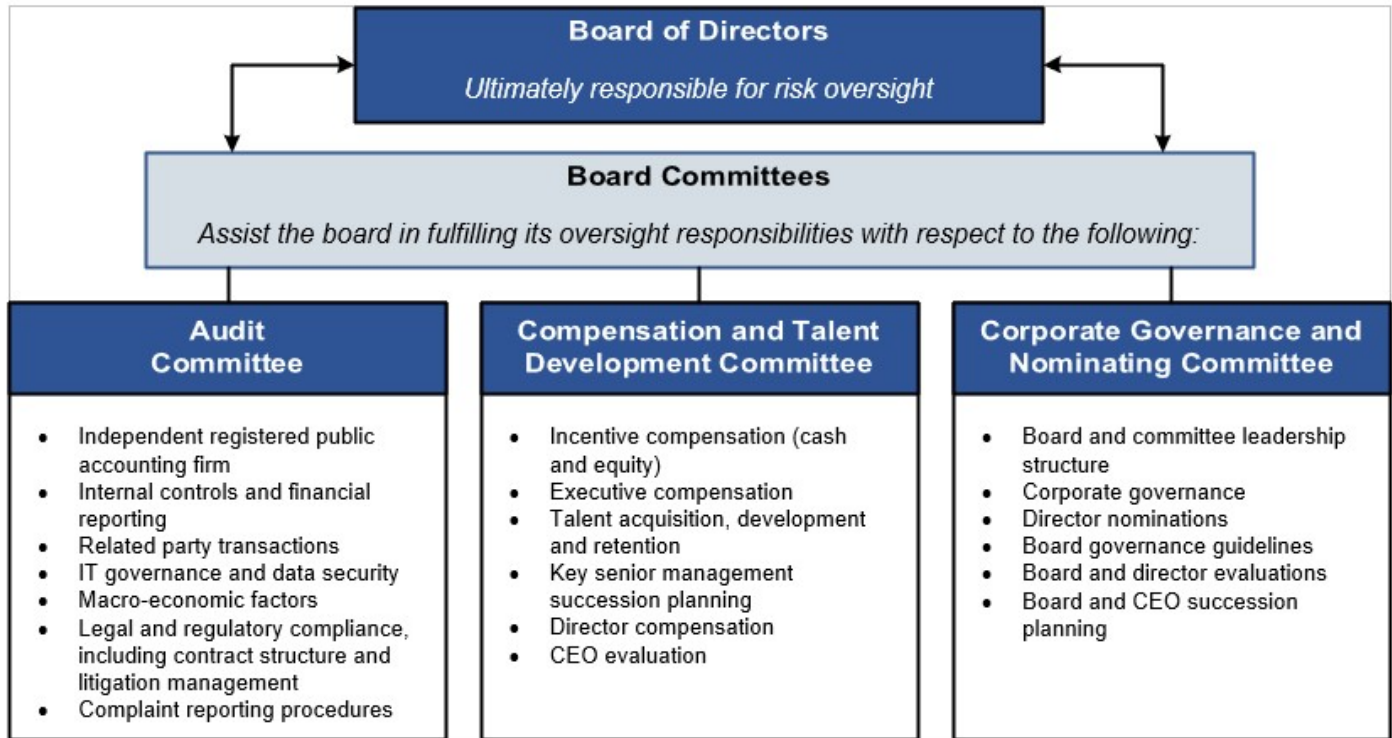 Board of Directors
Ultimately responsible for risk oversight
Board Committees
Assist the board in fulfilling its oversight responsibilities with respect to the following:
Audit
Committee
• Independent registered public
accounting firm
• Internal controls and financial
reporting
• Related party transactions
• IT governance and data security
• Macro-economic factors
• Legal and regulatory compliance,
including contract structure and
litigation management
• Complaint reporting procedures
Compensation and Talent
Development Committee
• Incentive compensation (cash
and equity)
• Executive compensation
• Talent acquisition, development
and retention
• Key senior management
succession planning
• Director compensation
• CEO evaluation
Corporate Governance and
Nominating Committee
• Board and committee leadership
structure
• Corporate governance
• Director nominations
• Board governance guidelines
• Board and director evaluations
• Board and CEO succession
planning